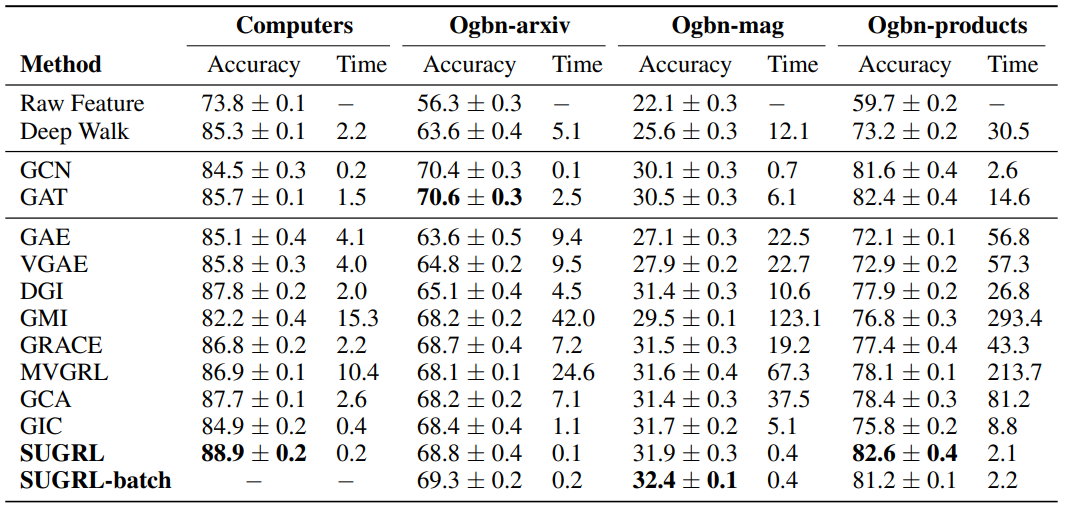 Computers Ogbn-arxiv Ogbn-mag Ogbn-products
Method Accuracy Time Accuracy Time Accuracy Time Accuracy Time
Raw Feature 73.8 ± 0.1 − 56.3 ± 0.3 − 22.1 ± 0.3 − 59.7 ± 0.2 −
Deep Walk 85.3 ± 0.1 2.2 63.6 ± 0.4 5.1 25.6 ± 0.3 12.1 73.2 ± 0.2 30.5
GCN 84.5 ± 0.3 0.2 70.4 ± 0.3 0.1 30.1 ± 0.3 0.7 81.6 ± 0.4 2.6
GAT 85.7 ± 0.1 1.5 70.6 ± 0.3 2.5 30.5 ± 0.3 6.1 82.4 ± 0.4 14.6
GAE 85.1 ± 0.4 4.1 63.6 ± 0.5 9.4 27.1 ± 0.3 22.5 72.1 ± 0.1 56.8
VGAE 85.8 ± 0.3 4.0 64.8 ± 0.2 9.5 27.9 ± 0.2 22.7 72.9 ± 0.2 57.3
DGI 87.8 ± 0.2 2.0 65.1 ± 0.4 4.5 31.4 ± 0.3 10.6 77.9 ± 0.2 26.8
GMI 82.2 ± 0.4 15.3 68.2 ± 0.2 42.0 29.5 ± 0.1 123.1 76.8 ± 0.3 293.4
GRACE 86.8 ± 0.2 2.2 68.7 ± 0.4 7.2 31.5 ± 0.3 19.2 77.4 ± 0.4 43.3
MVGRL 86.9 ± 0.1 10.4 68.1 ± 0.1 24.6 31.6 ± 0.4 67.3 78.1 ± 0.1 213.7
GCA 87.7 ± 0.1 2.6 68.2 ± 0.2 7.1 31.4 ± 0.3 37.5 78.4 ± 0.3 81.2
GIC 84.9 ± 0.2 0.4 68.4 ± 0.4 1.1 31.7 ± 0.2 5.1 75.8 ± 0.2 8.8
SUGRL 88.9 ± 0.2 0.2 68.8 ± 0.4 0.1 31.9 ± 0.3 0.4 82.6 ± 0.4 2.1
SUGRL-batch − − 69.3 ± 0.2 0.2 32.4 ± 0.1 0.4 81.2 ± 0.1 2.2